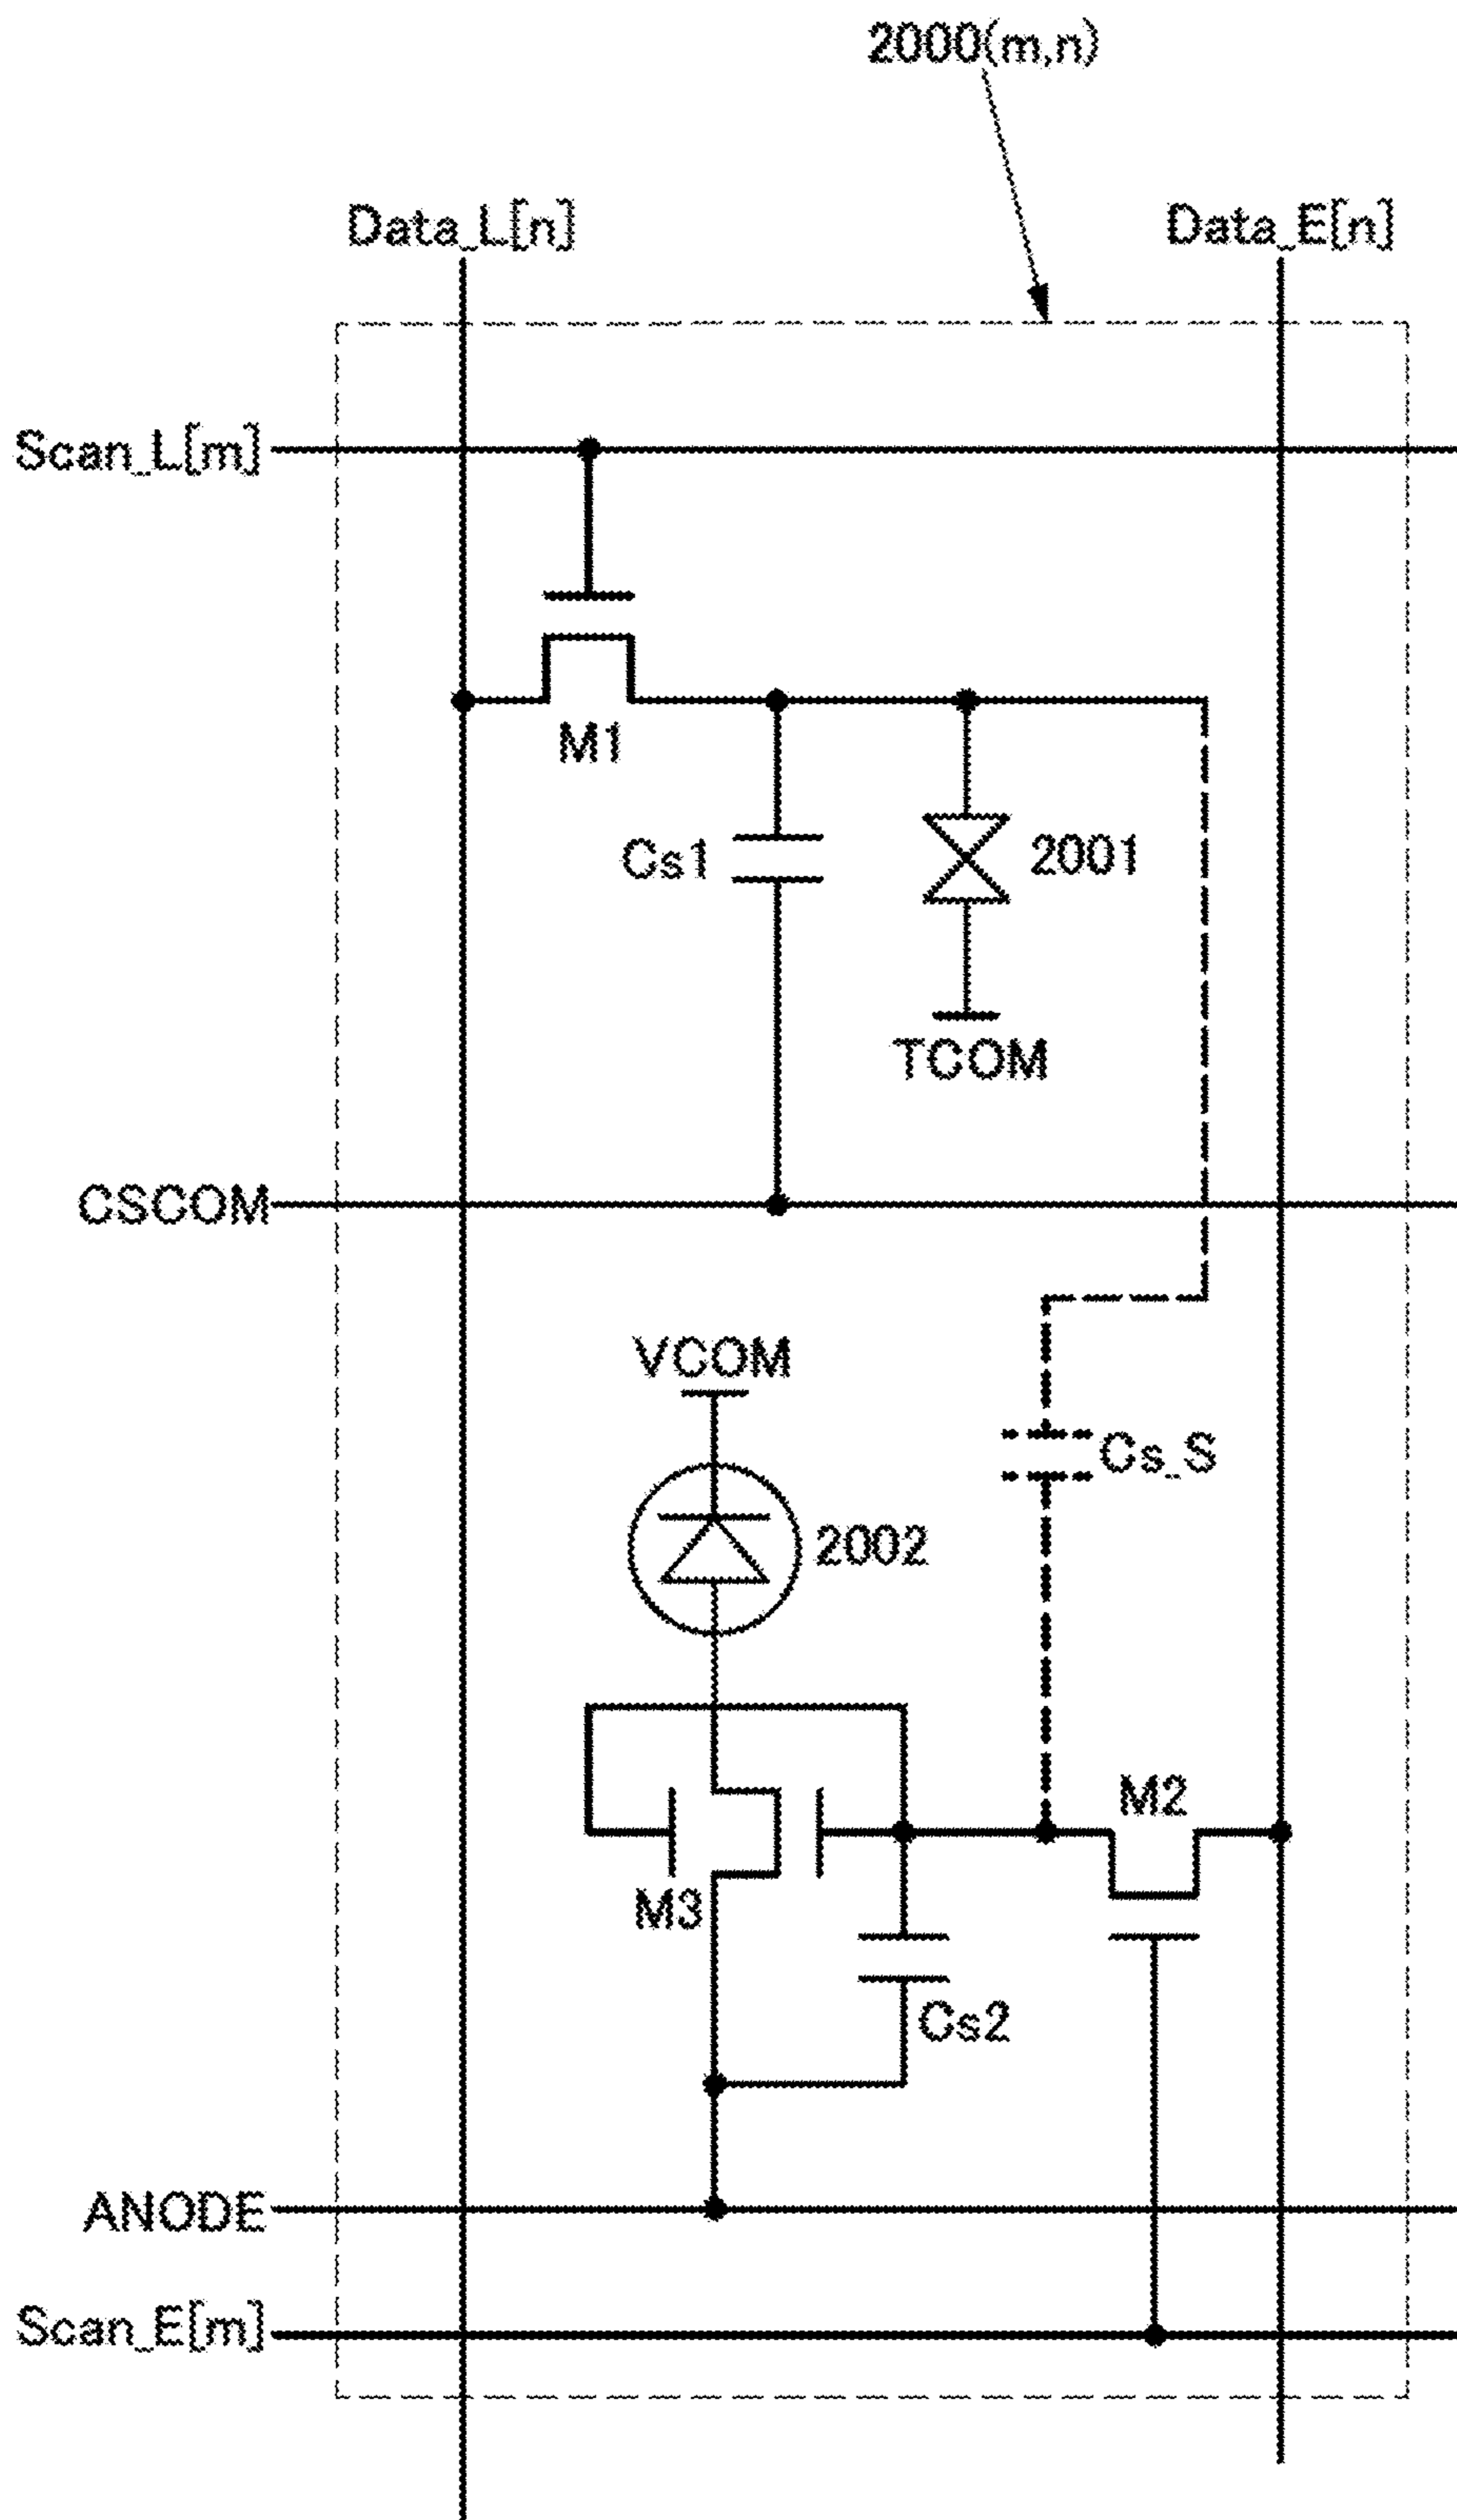 2000(m,n)
Data_L[n]
Data_E[n]
Scan_L[m]
M1
Cs1
2001
TCOM
CSCOM
VCOM
Cs_S
2002
M2
M3
Cs2
ANODE
Scan_E[m]